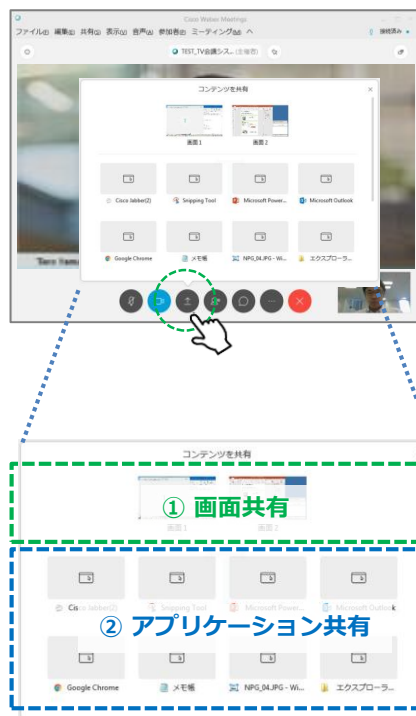 Cisco Webex Meetings
ファイル(F) 編集(E) 共有(S) 表示(V) 音声(A) 参加者(P) ミーティング(M) ヘ
接続済み
TEST_TV会議シス... (主催者)
コンテンツを共有
画面 1 画面 2
Cisco Jabber(2) Snipping Tool Microsoft Power... Microsoft Outlook
Google Chrome メモ帳 NPG_04.JPG - Wi... エクスプローラ...
コンテンツを共有
① 画面共有
画面 1 画面 2
Cisco Jabber(2) Snipping Tool Microsoft Power... Microsoft Outlook
② アプリケーション共有
Google Chrome メモ帳 NPG_04.JPG - Wi... エクスプローラ...